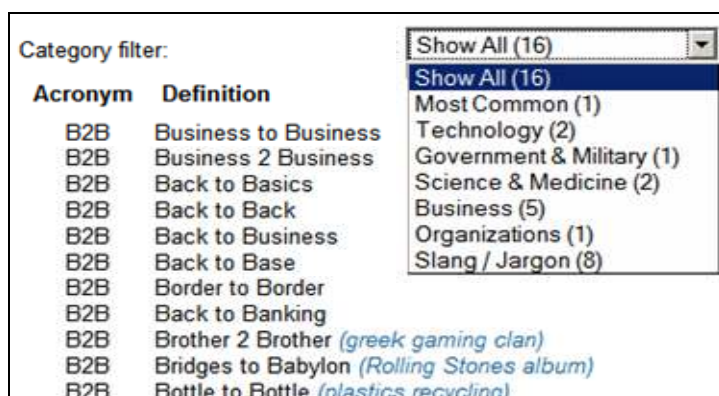 Category filter:
Show All (16)
Show All (16)
Most Common (1)
Technology (2)
Government & Military (1)
Science & Medicine (2)
Business (5)
Organizations (1)
Slang / Jargon (8)
Acronym Definition
B2B Business to Business
B2B Business 2 Business
B2B Back to Basics
B2B Back to Back
B2B Back to Business
B2B Back to Base
B2B Border to Border
B2B Back to Banking
B2B Brother 2 Brother (greek gaming clan)
B2B Bridges to Babylon (Rolling Stones album)
B2B Bottle to Bottle (plastics recycling)